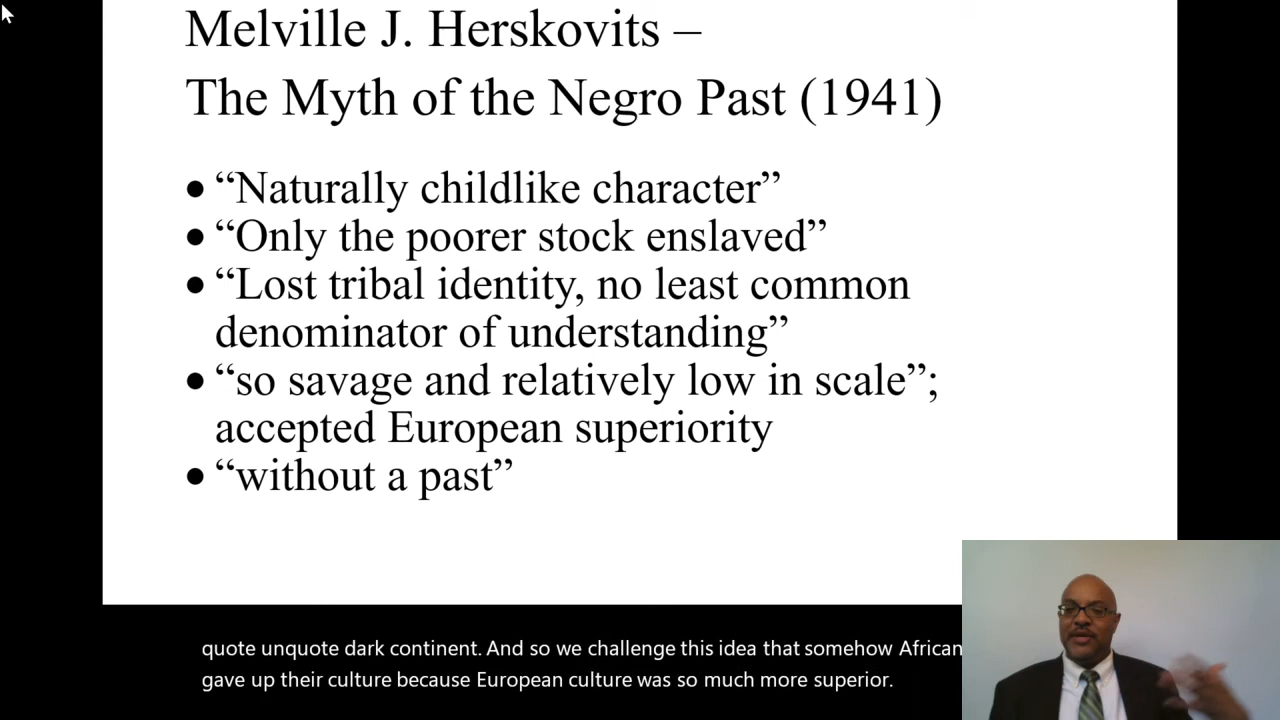 Melville J. Herskovits –
The Myth of the Negro Past (1941)
• “Naturally childlike character”
• “Only the poorer stock enslaved”
• “Lost tribal identity, no least common
denominator of understanding”
• “so savage and relatively low in scale”;
accepted European superiority
• “without a past”
quote unquote dark continent. And so we challenge this idea that somehow African
gave up their culture because European culture was so much more superior.